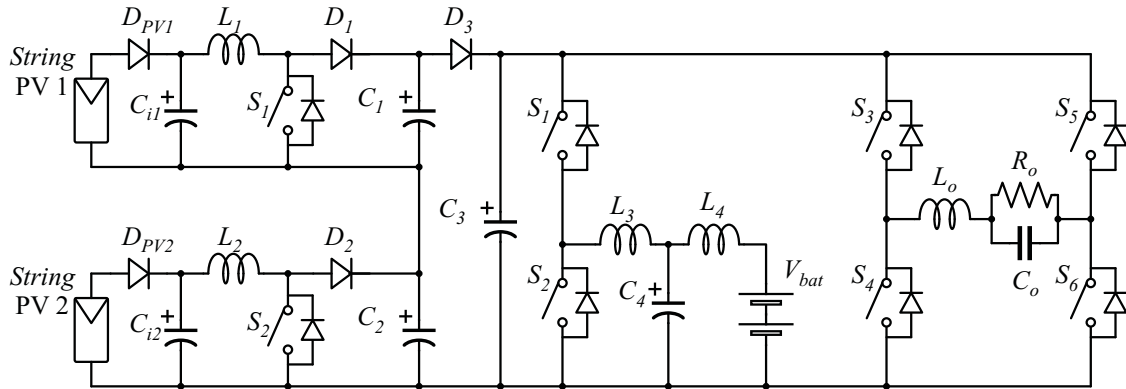 D_PV1 L_1 D_1 D_3
String
PV 1
C_i1 S_1 C_1
S_1 S_3 S_5
R_o
L_o
C_3 L_3 L_4
D_PV2 L_2 D_2
String
PV 2
C_i2 S_2 C_2
S_2 C_4 V_bat S_4 C_o S_6
+ + + + + +